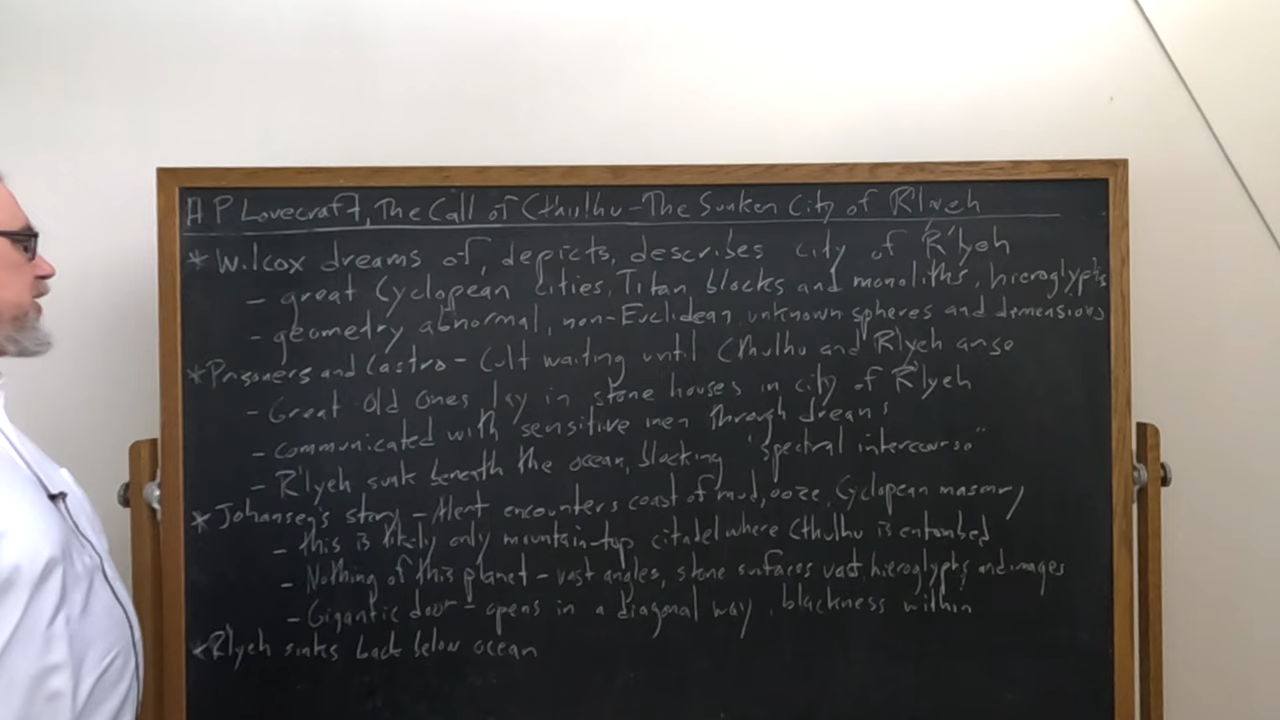 H P Lovecraft, The Call of Cthulhu - The Sunken City of R'lyeh
* Wilcox dreams of, depicts, describes city of R'lyeh
- great Cyclopean cities, Titan blocks and monoliths, hieroglyphs
- geometry abnormal, non-Euclidean, unknown spheres and dimensions
* Prisoners and Castro - Cult waiting until Cthulhu and R'lyeh arise
- Great Old Ones lay in stone houses in city of R'lyeh
- communicated with sensitive men through dreams
- R'lyeh sunk beneath the ocean, blocking "spectral intercourse"
* Johansen's story - Alert encounters coast of mud, ooze, Cyclopean masonry
- this is likely only mountain-top citadel where Cthulhu is entombed
- Nothing of this planet - vast angles, stone surfaces vast, hieroglyphs and images
- Gigantic door - opens in a diagonal way, blackness within
* R'lyeh sinks back below ocean